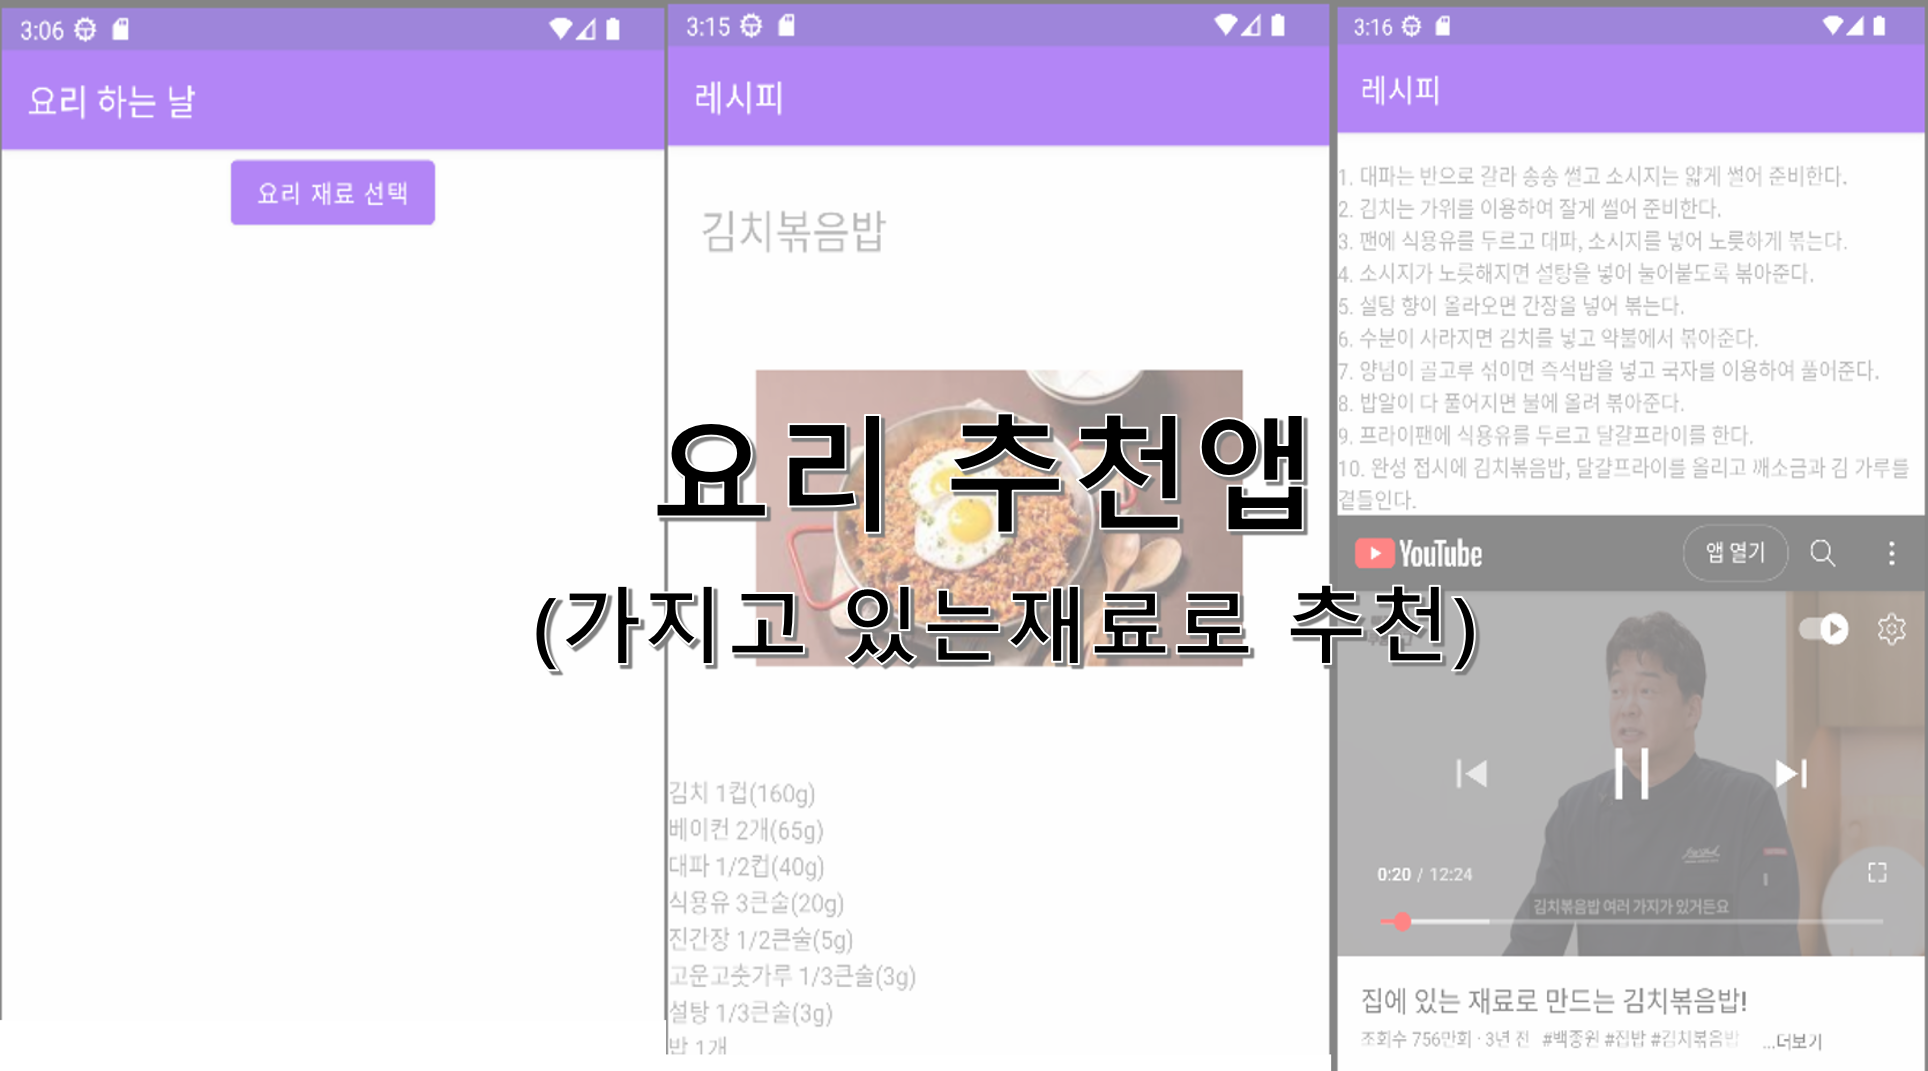 3:06
요리 하는 날
요리 재료 선택
3:15
레시피
김치볶음밥
요리 추천앱
(가지고 있는재료로 추천)
김치 1컵(160g)
베이컨 2개(65g)
대파 1/2컵(40g)
식용유 3큰술(20g)
진간장 1/2큰술(5g)
고운고춧가루 1/3큰술(3g)
설탕 1/3큰술(3g)
밥 1개
3:16
레시피
1. 대파는 반으로 갈라 송송 썰고 소시지는 얇게 썰어 준비한다.
2. 김치는 가위를 이용하여 잘게 썰어 준비한다.
3. 팬에 식용유를 두르고 대파, 소시지를 넣어 노릇하게 볶는다.
4. 소시지가 노릇해지면 설탕을 넣어 눌어붙도록 볶아준다.
5. 설탕 향이 올라오면 간장을 넣어 볶는다.
6. 수분이 사라지면 김치를 넣고 약불에서 볶아준다.
7. 양념이 골고루 섞이면 즉석밥을 넣고 국자를 이용하여 풀어준다.
8. 밥알이 다 풀어지면 불에 올려 볶아준다.
9. 프라이팬에 식용유를 두르고 달걀프라이를 한다.
10. 완성 접시에 김치볶음밥, 달걀프라이를 올리고 깨소금과 김 가루를
곁들인다.
YouTube 앱 열기
0:20 / 12:24
김치볶음밥 여러 가지가 있거든요
집에 있는 재료로 만드는 김치볶음밥!
조회수 756만회 · 3년 전 #백종원 #집밥 #김치볶음밥 ...더보기